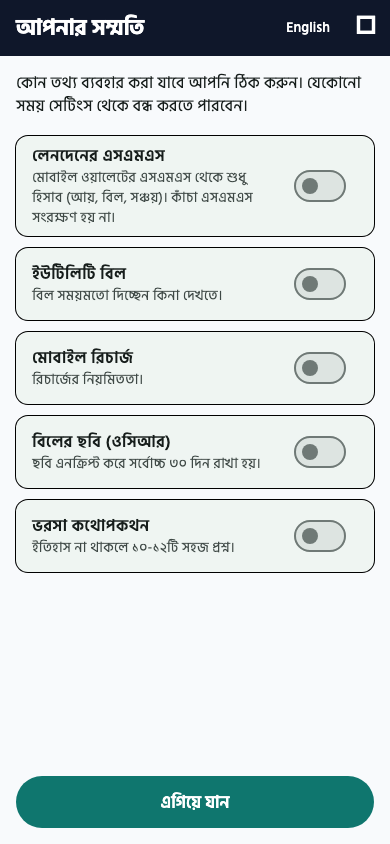 আপনার সম্মতি
English
কোন তথ্য ব্যবহার করা যাবে আপনি ঠিক করুন। যেকোনো
সময় সেটিংস থেকে বন্ধ করতে পারবেন।
লেনদেনের এসএমএস
মোবাইল ওয়ালেটের এসএমএস থেকে শুধু
হিসাব (আয়, বিল, সঞ্চয়)। কাঁচা এসএমএস
সংরক্ষণ হয় না।
ইউটিলিটি বিল
বিল সময়মতো দিচ্ছেন কিনা দেখতে।
মোবাইল রিচার্জ
রিচার্জের নিয়মিততা।
বিলের ছবি (ওসিআর)
ছবি এনক্রিপ্ট করে সর্বোচ্চ ৩০ দিন রাখা হয়।
ভরসা কথোপকথন
ইতিহাস না থাকলে ১০-১২টি সহজ প্রশ্ন।
এগিয়ে যান